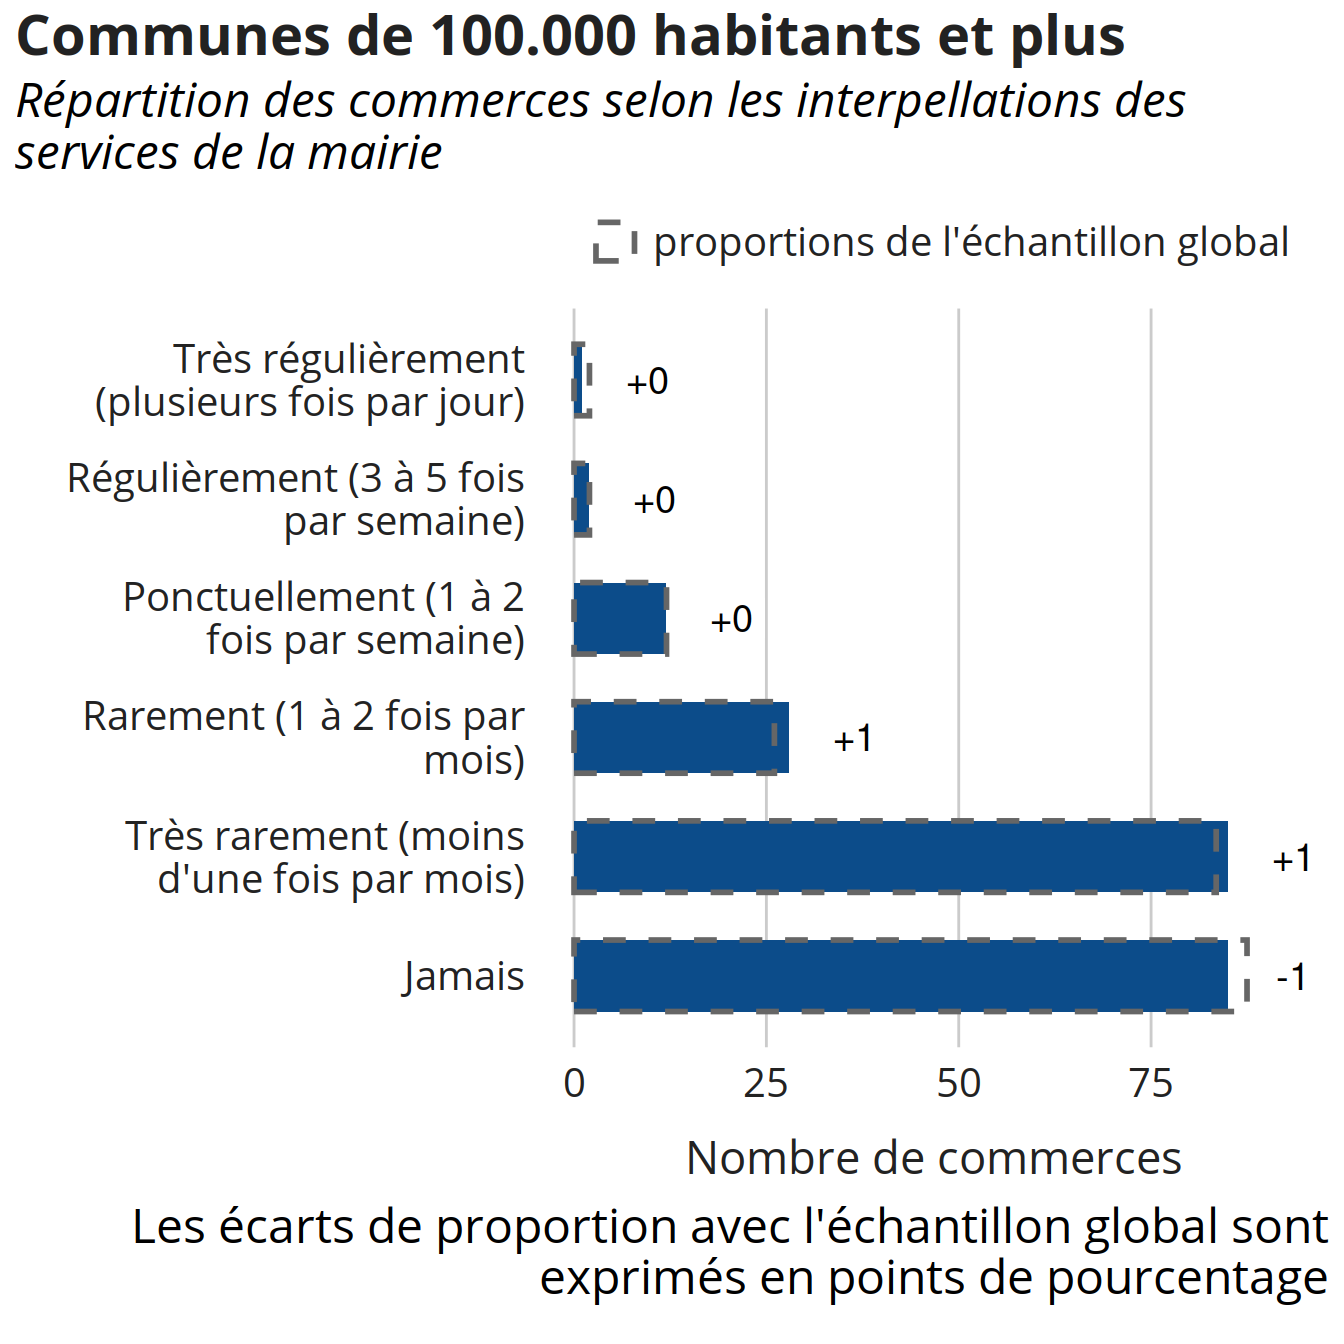 Communes de 100.000 habitants et plus
Répartition des commerces selon les interpellations des
services de la mairie
proportions de l'échantillon global
Très régulièrement
(plusieurs fois par jour)
+0
Régulièrement (3 à 5 fois
par semaine)
+0
Ponctuellement (1 à 2
fois par semaine)
+0
Rarement (1 à 2 fois par
mois)
+1
Très rarement (moins
d'une fois par mois)
+1
Jamais
-1
0 25 50 75
Nombre de commerces
Les écarts de proportion avec l'échantillon global sont
exprimés en points de pourcentage